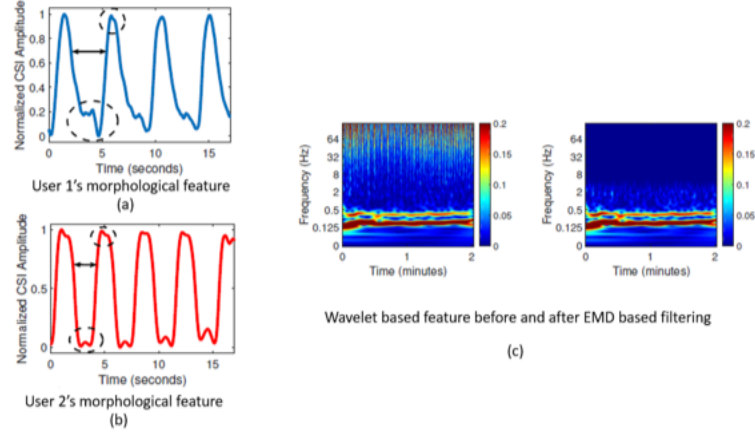 Normalized CSI Amplitude
1
0.8
0.6
0.4
0.2
0
0 5 10 15
Time (seconds)
User 1's morphological feature
(a)
Normalized CSI Amplitude
1
0.5
0
0 5 10 15
Time (seconds)
User 2's morphological feature
(b)
Frequency (Hz)
64
32
8
2
0.5
0.125
0
0 1 2
Time (minutes)
0.2
0.15
0.1
0.05
0
Frequency (Hz)
64
32
8
2
0.5
0.125
0
0 1 2
Time (minutes)
0.2
0.15
0.1
0.05
0
Wavelet based feature before and after EMD based filtering
(c)